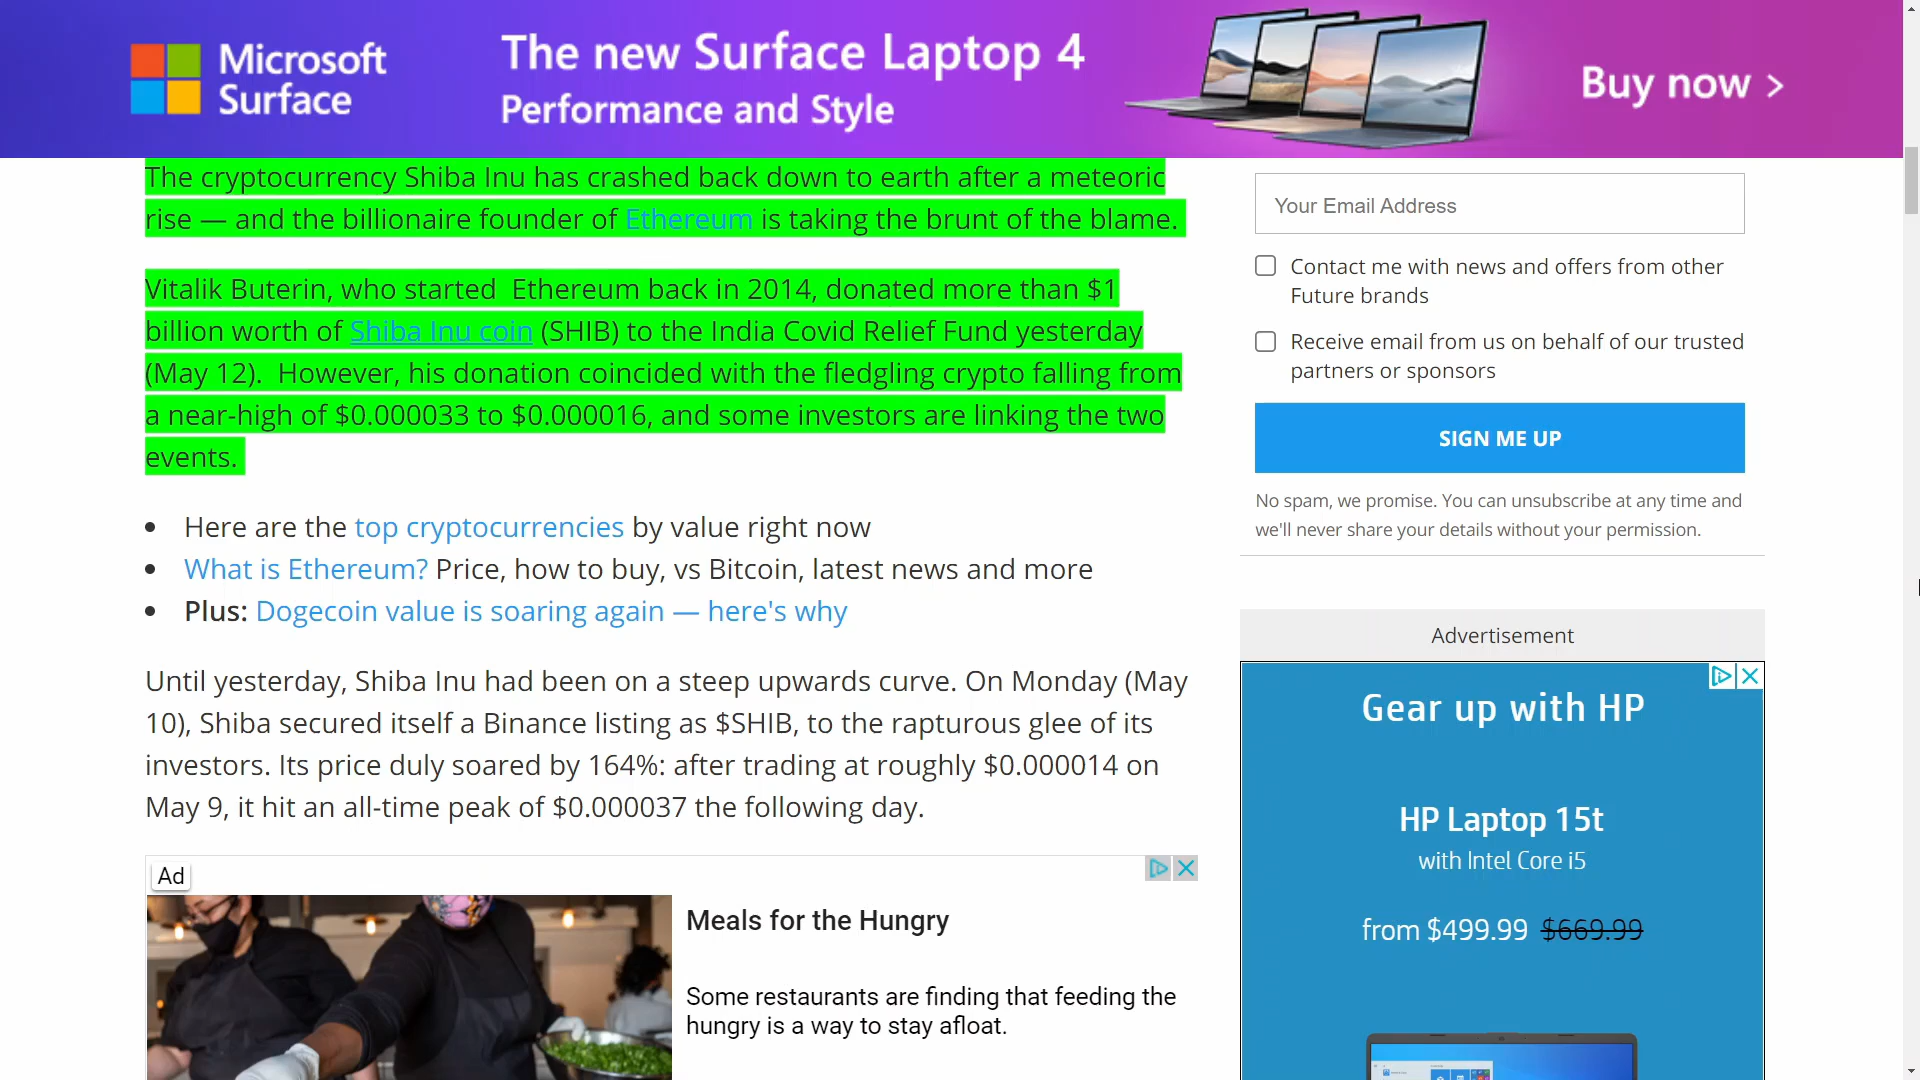 Microsoft
Surface
The new Surface Laptop 4
Performance and Style
Buy now >
The cryptocurrency Shiba Inu has crashed back down to earth after a meteoric
rise — and the billionaire founder of Ethereum is taking the brunt of the blame.
Vitalik Buterin, who started  Ethereum back in 2014, donated more than $1
billion worth of Shiba Inu coin (SHIB) to the India Covid Relief Fund yesterday
(May 12).  However, his donation coincided with the fledgling crypto falling from
a near-high of $0.000033 to $0.000016, and some investors are linking the two
events.
• Here are the top cryptocurrencies by value right now
• What is Ethereum? Price, how to buy, vs Bitcoin, latest news and more
• Plus: Dogecoin value is soaring again — here's why
Until yesterday, Shiba Inu had been on a steep upwards curve. On Monday (May
10), Shiba secured itself a Binance listing as $SHIB, to the rapturous glee of its
investors. Its price duly soared by 164%: after trading at roughly $0.000014 on
May 9, it hit an all-time peak of $0.000037 the following day.
Ad
Meals for the Hungry
Some restaurants are finding that feeding the
hungry is a way to stay afloat.
Your Email Address
Contact me with news and offers from other
Future brands
Receive email from us on behalf of our trusted
partners or sponsors
SIGN ME UP
No spam, we promise. You can unsubscribe at any time and
we'll never share your details without your permission.
Advertisement
Gear up with HP
HP Laptop 15t
with Intel Core i5
from $499.99 $669.99